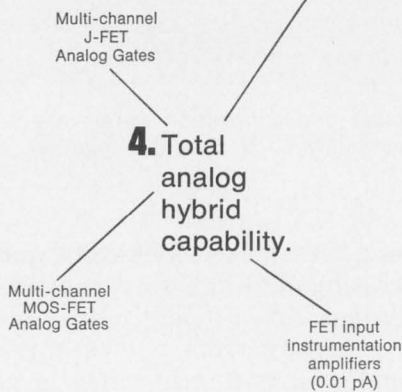 Multi-channel
J-FET
Analog Gates
4. Total
analog
hybrid
capability.
Multi-channel
MOS-FET
Analog Gates
FET input
instrumentation
amplifiers
(0.01 pA)